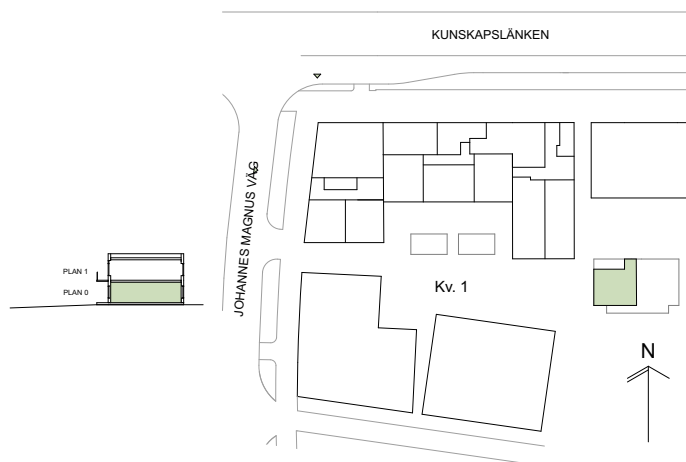 KUNSKAPSLÄNKEN
JOHANNES MAGNUS VÄG
PLAN 1
PLAN 0
Kv. 1
N